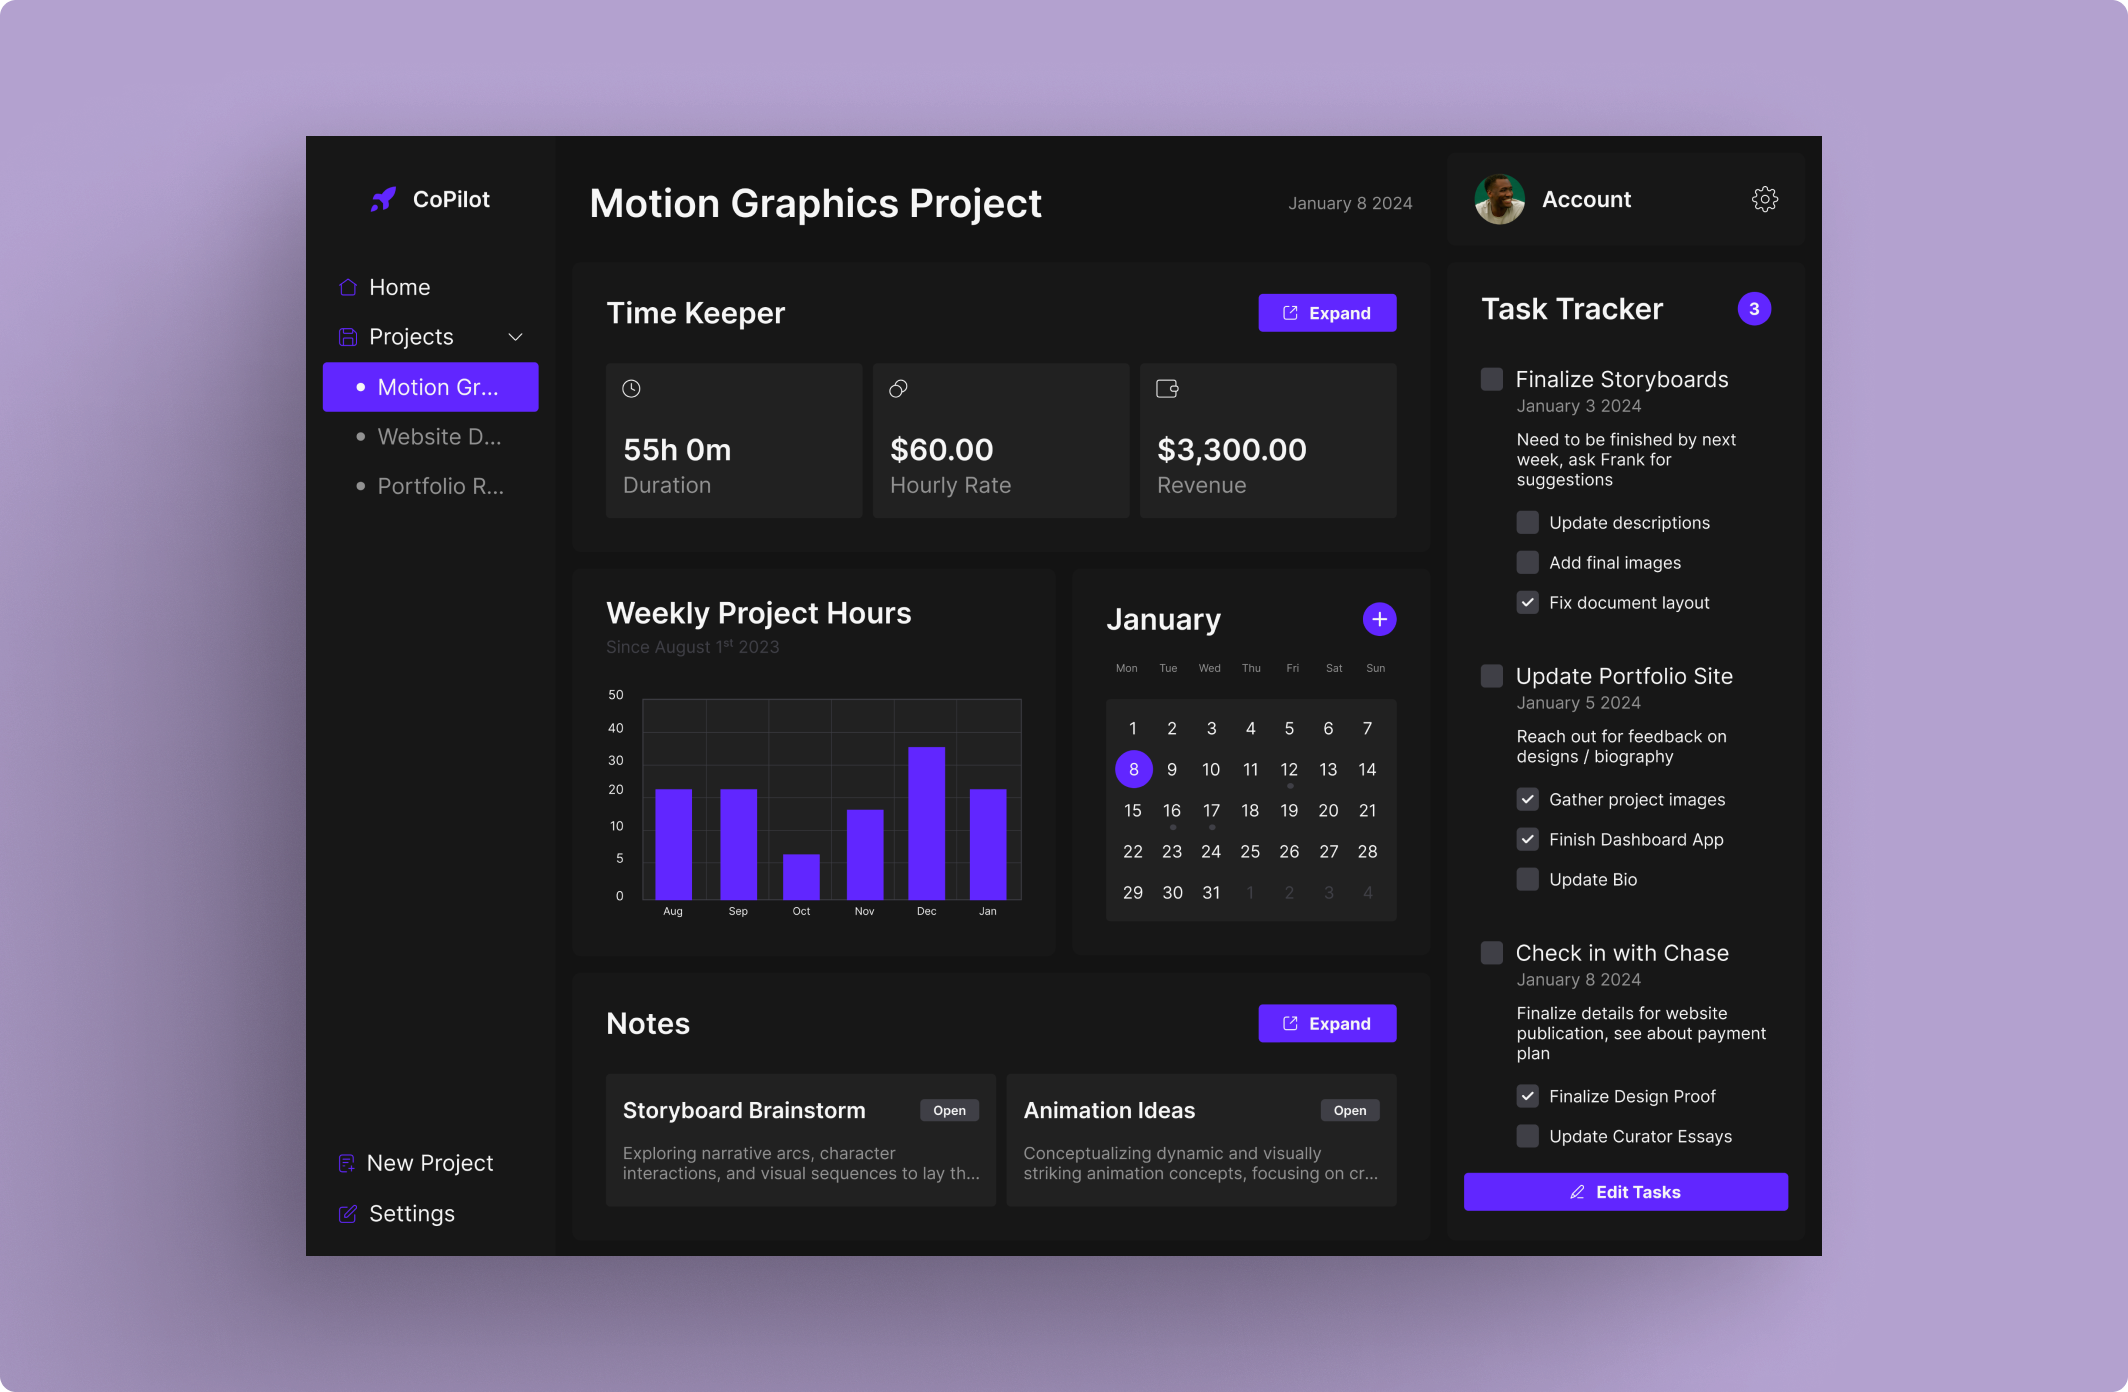 CoPilot
Home
Projects
Motion Gr...
Website D...
Portfolio R...
New Project
Settings
Motion Graphics Project
January 8 2024
Time Keeper
Expand
55h 0m
Duration
$60.00
Hourly Rate
$3,300.00
Revenue
Weekly Project Hours
Since August 1st 2023
50
40
30
20
10
5
0
Aug Sep Oct Nov Dec Jan
January
Mon Tue Wed Thu Fri Sat Sun
1 2 3 4 5 6 7
8 9 10 11 12 13 14
15 16 17 18 19 20 21
22 23 24 25 26 27 28
29 30 31 1 2 3 4
Notes
Expand
Storyboard Brainstorm
Open
Exploring narrative arcs, character
interactions, and visual sequences to lay th...
Animation Ideas
Open
Conceptualizing dynamic and visually
striking animation concepts, focusing on cr...
Account
Task Tracker
3
Finalize Storyboards
January 3 2024
Need to be finished by next
week, ask Frank for
suggestions
Update descriptions
Add final images
Fix document layout
Update Portfolio Site
January 5 2024
Reach out for feedback on
designs / biography
Gather project images
Finish Dashboard App
Update Bio
Check in with Chase
January 8 2024
Finalize details for website
publication, see about payment
plan
Finalize Design Proof
Update Curator Essays
Edit Tasks